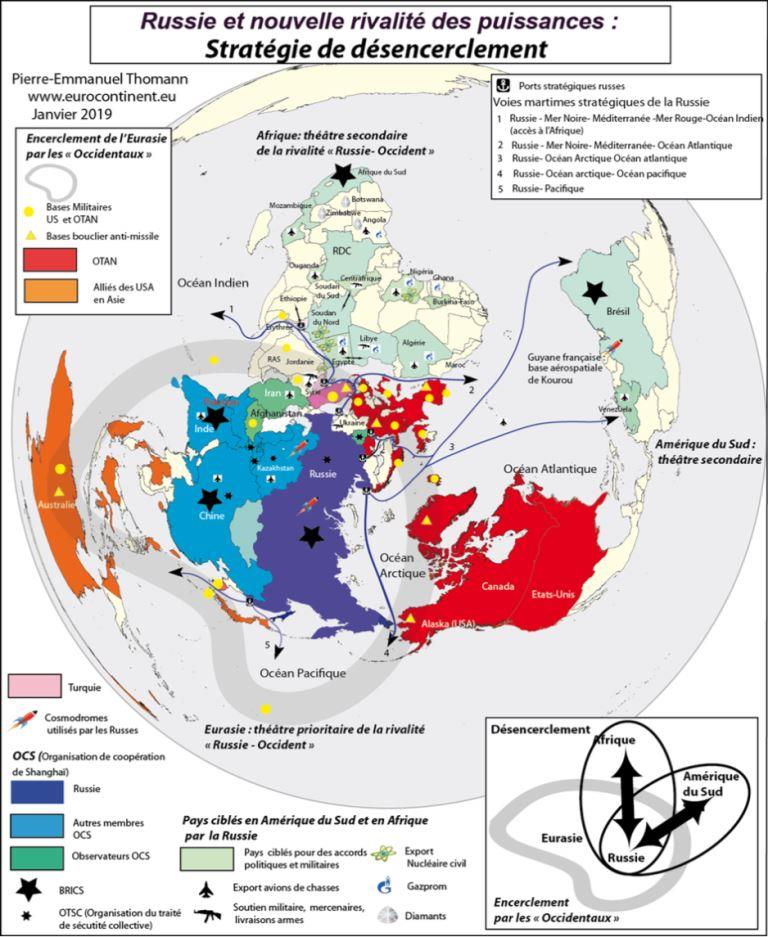 Russie et nouvelle rivalité des puissances :
Stratégie de désencerclement
Pierre-Emmanuel Thomann
www.eurocontinent.eu
Janvier 2019
Encerclement de l'Eurasie
par les « Occidentaux »
Bases Militaires
US et OTAN
Bases bouclier anti-missile
OTAN
Alliés des USA
en Asie
Ports stratégiques russes
Voies martimes stratégiques de la Russie
1 Russie - Mer Noire- Méditerranée -Mer Rouge-Océan Indien
(accès à l'Afrique)
2 Russie - Mer Noire- Méditerranée- Océan Atlantique
3 Russie- Océan Arctique Océan atlantique
4 Russie- Océan arctique- Océan pacifique
5 Russie- Pacifique
Afrique: théâtre secondaire
de la rivalité « Russie- Occident »
Afrique du Sud
Mozambique
Botswana
Zimbabwe
Angola
RDC
Océan Indien
Ouganda
Centrafrique
Nigéria
Ghana
Soudan
du Sud
Burkina-Faso
Ethiopie
Soudan
du Nord
1
Erythrée
Libye
Algérie
Egypte
Maroc
RAS
Jordanie
Syrie
2
Brésil
Guyane française
base aérospatiale
de Kourou
Venezuela
Amérique du Sud :
théâtre secondaire
Iran
Pakistan
Afghanistan
Inde
Ukraine
3
Kazakhstan
Russie
Océan Atlantique
Australie
Chine
Océan
Arctique
Canada
Etats-Unis
Alaska (USA)
5
4
Océan Pacifique
Eurasie : théâtre prioritaire de la rivalité
« Russie - Occident »
Turquie
Cosmodromes
utilisés par les Russes
OCS (Organisation de coopération
de Shanghaï)
Russie
Autres membres
OCS
Observateurs OCS
BRICS
OTSC (Organisation du traité
de sécutité collective)
Pays ciblés en Amérique du Sud et en Afrique
par la Russie
Pays ciblés pour des accords
politiques et militaires
Export
Nucléaire civil
Export avions de chasses
Gazprom
Soutien militaire, mercenaires,
livraisons armes
Diamants
Désencerclement
Afrique
Amérique
du Sud
Eurasie
Russie
Encerclement
par les « Occidentaux »